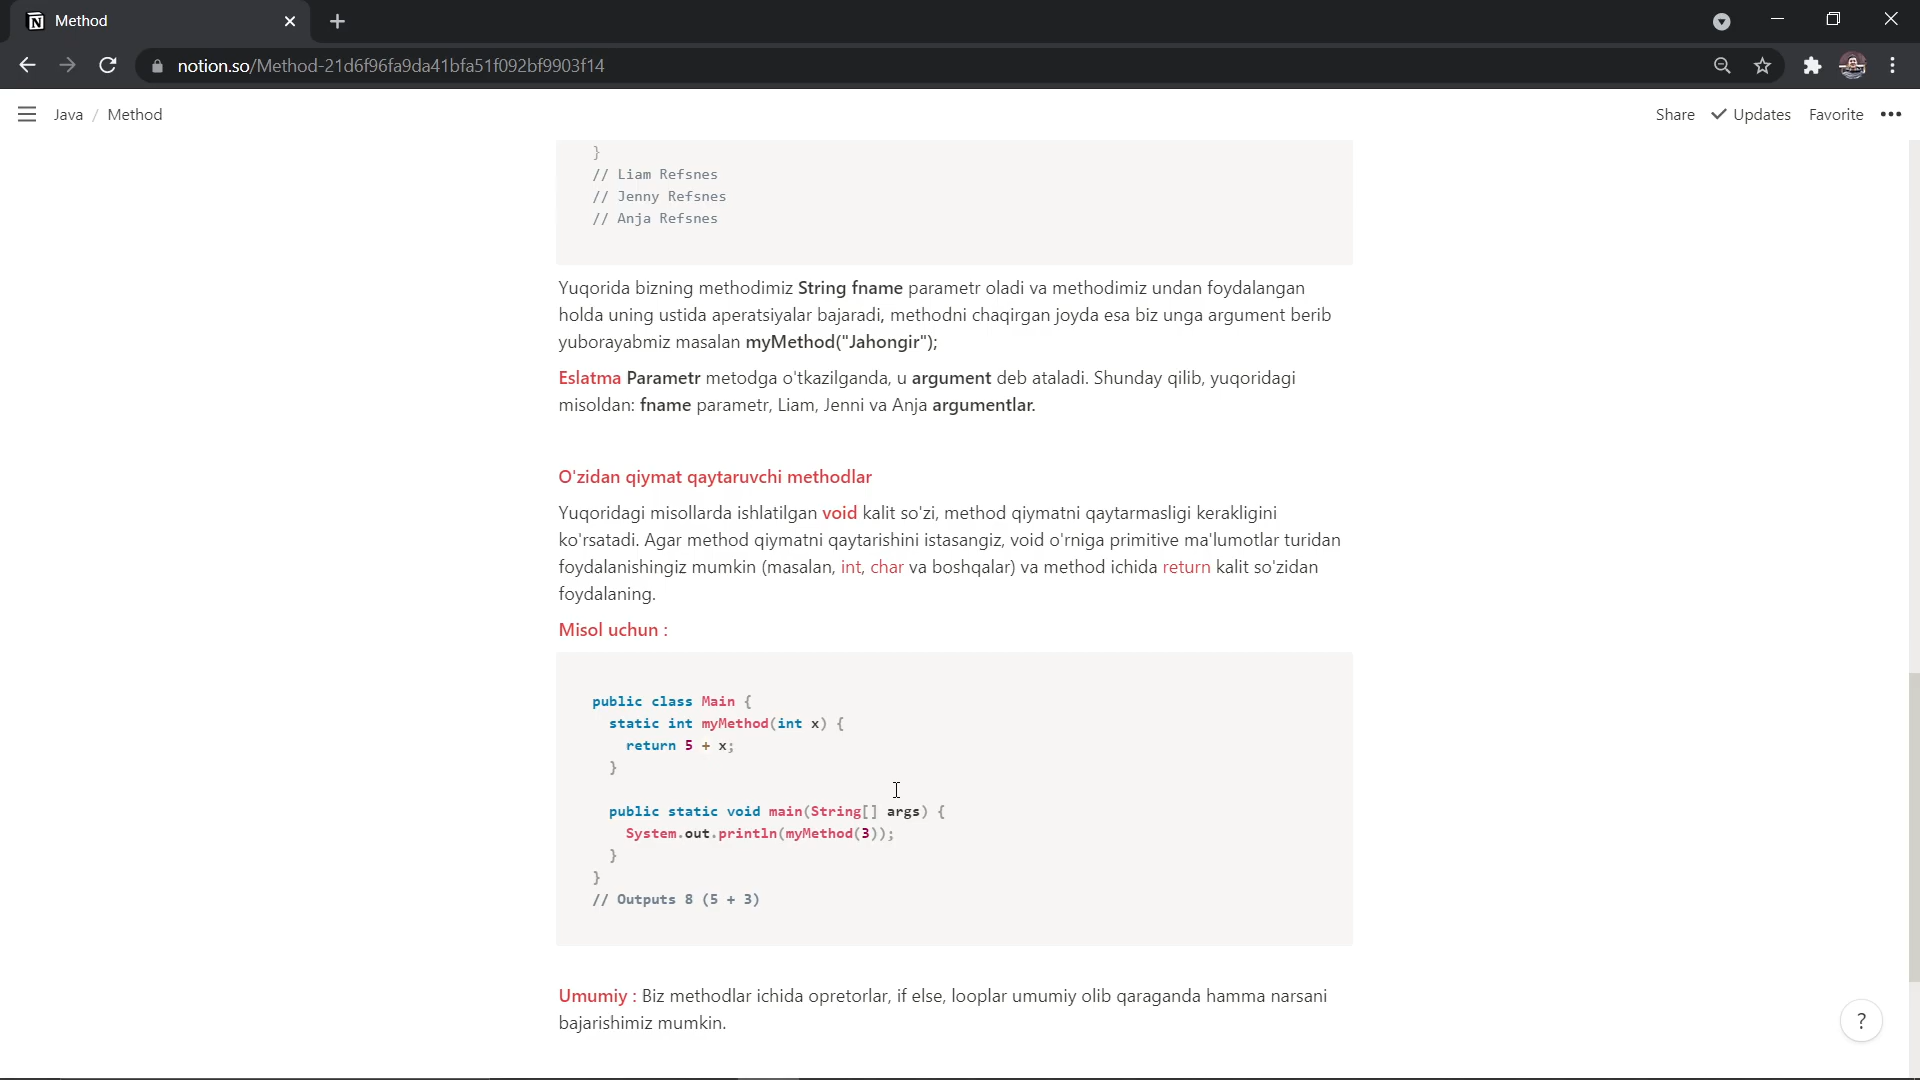 Method
notion.so/Method-21d6f96fa9da41bfa51f092bf9903f14
Java / Method
Share Updates Favorite
}
// Liam Refsnes
// Jenny Refsnes
// Anja Refsnes
Yuqorida bizning methodimiz String fname parametr oladi va methodimiz undan foydalangan
holda uning ustida aperatsiyalar bajaradi, methodni chaqirgan joyda esa biz unga argument berib
yuborayabmiz masalan myMethod("Jahongir");
Eslatma Parametr metodga o'tkazilganda, u argument deb ataladi. Shunday qilib, yuqoridagi
misoldan: fname parametr, Liam, Jenni va Anja argumentlar.
O'zidan qiymat qaytaruvchi methodlar
Yuqoridagi misollarda ishlatilgan void kalit so'zi, method qiymatni qaytarmasligi kerakligini
ko'rsatadi. Agar method qiymatni qaytarishini istasangiz, void o'rniga primitive ma'lumotlar turidan
foydalanishingiz mumkin (masalan, int, char va boshqalar) va method ichida return kalit so'zidan
foydalaning.
Misol uchun :
public class Main {
static int myMethod(int x) {
return 5 + x;
}
public static void main(String[] args) {
System.out.println(myMethod(3));
}
}
// Outputs 8 (5 + 3)
Umumiy : Biz methodlar ichida opretorlar, if else, looplar umumiy olib qaraganda hamma narsani
bajarishimiz mumkin.
?